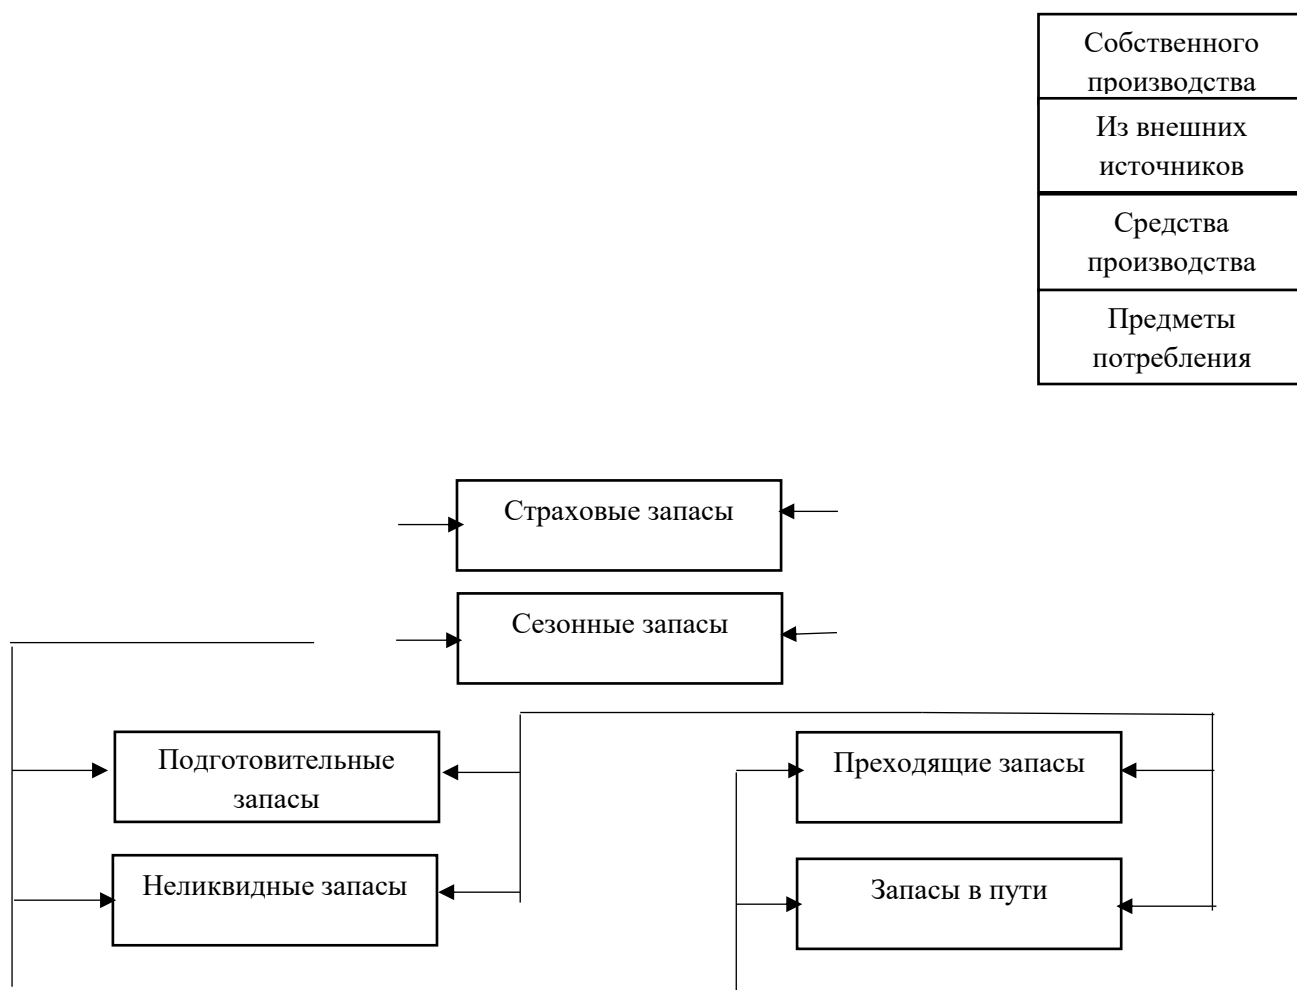 Собственного
производства
Из внешних
источников
Средства
производства
Предметы
потребления
Страховые запасы
Сезонные запасы
Подготовительные
запасы
Преходящие запасы
Неликвидные запасы
Запасы в пути